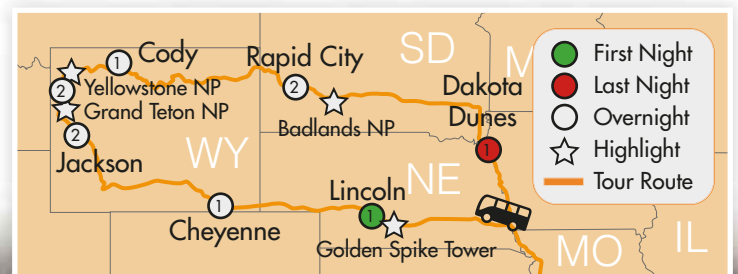 Cody
Rapid City
SD
M
First Night
1
2
Last Night
2
Yellowstone NP
Dakota
Dunes
Overnight
Grand Teton NP
2
Badlands NP
1
Highlight
Jackson
WY
NE
Tour Route
1
Lincoln
1
Cheyenne
Golden Spike Tower
MO
IL